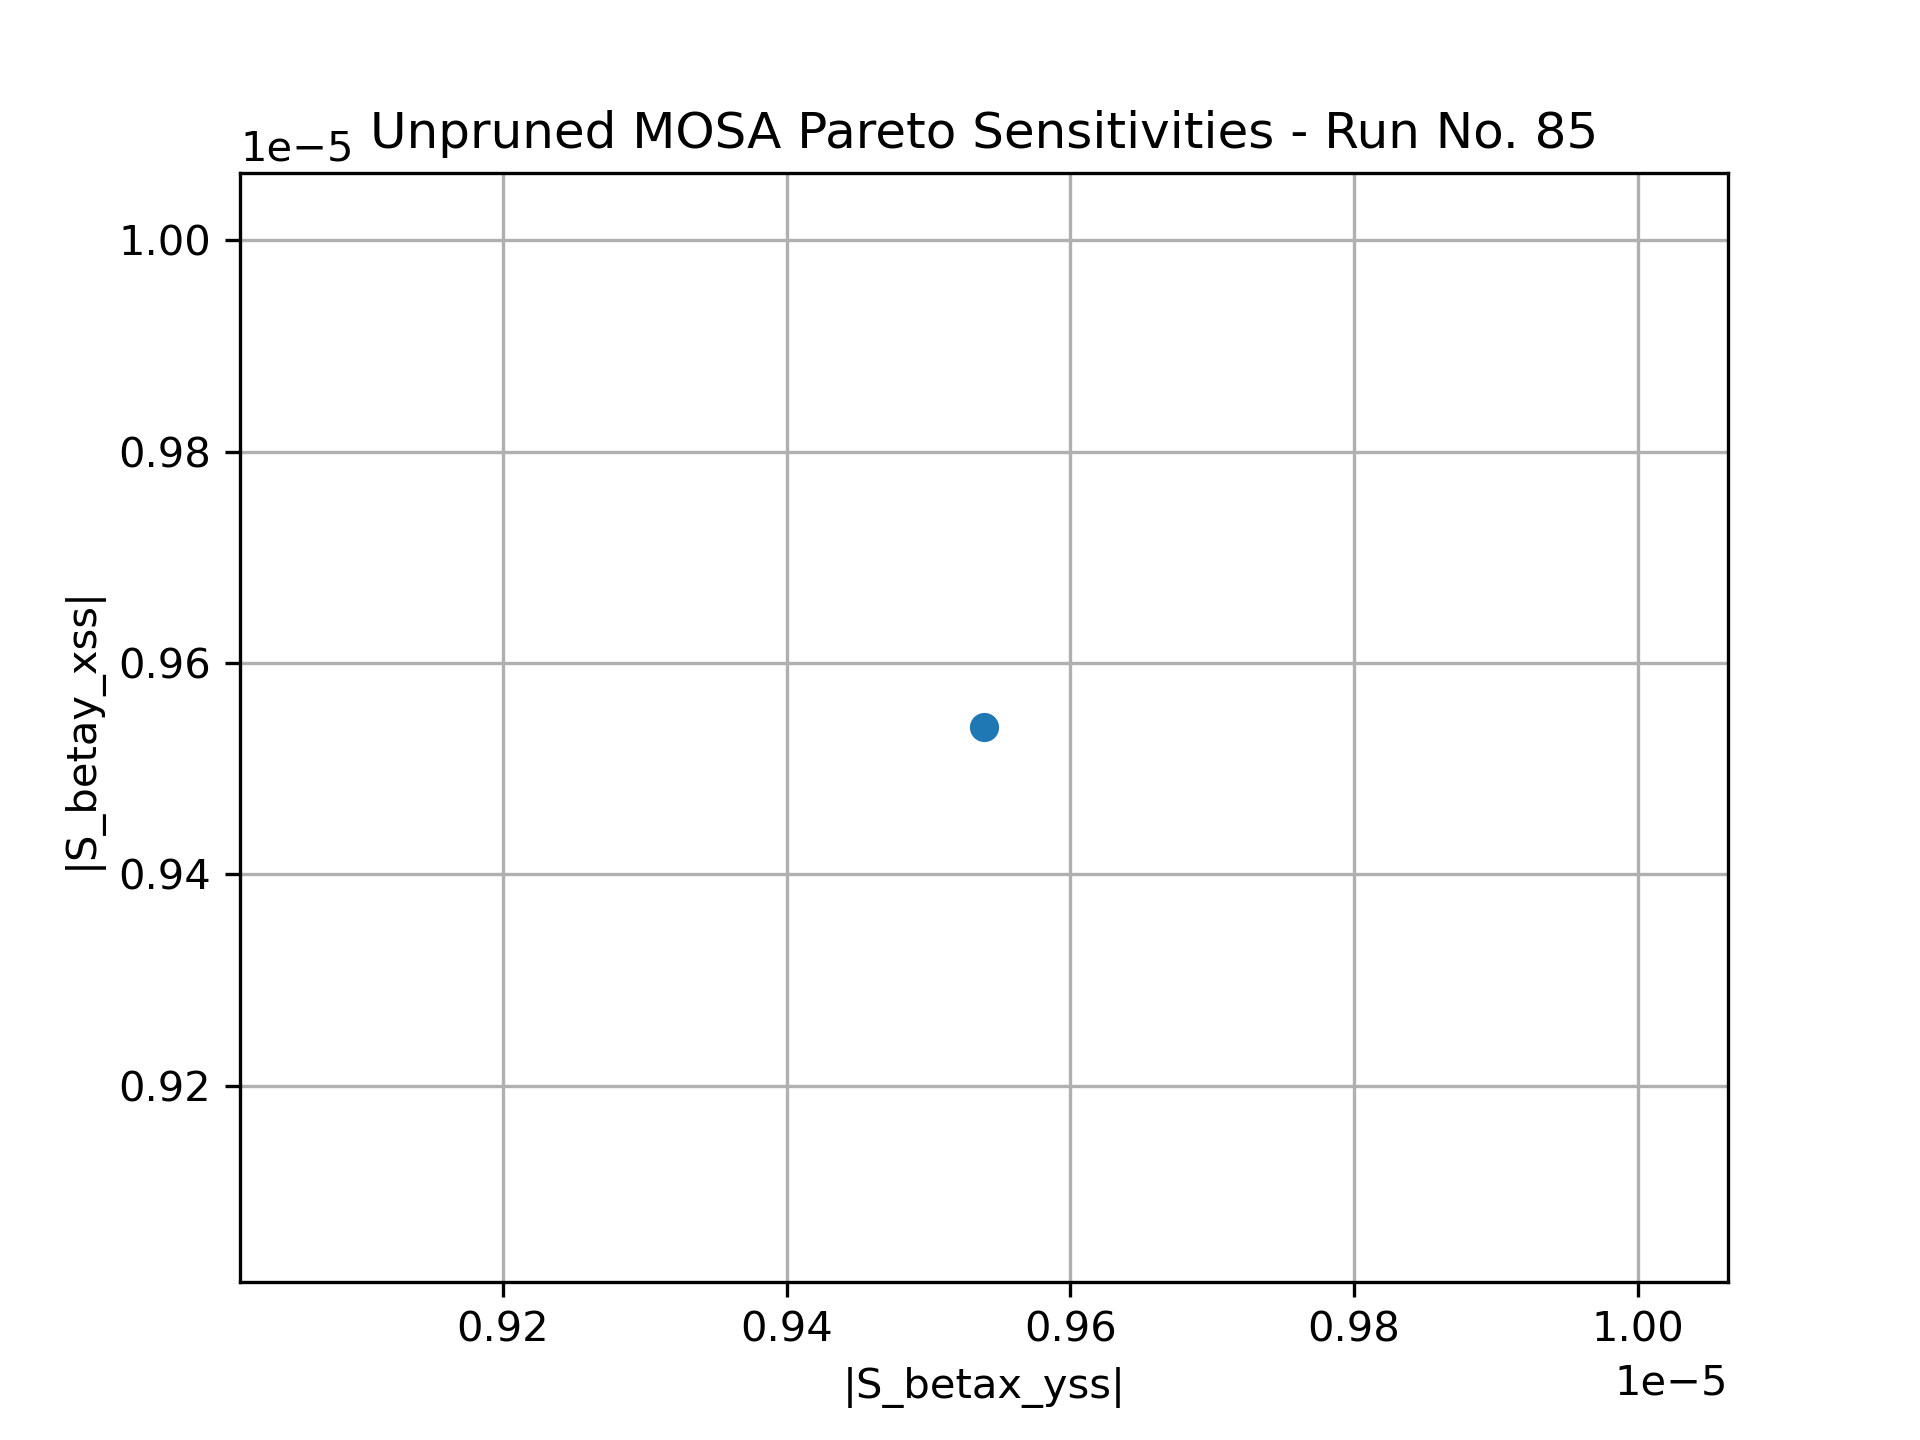 Unpruned MOSA Pareto Sensitivities - Run No. 85
1e−5
1.00
0.98
0.96
0.94
0.92
|S_betay_xss|
0.92 0.94 0.96 0.98 1.00
1e−5
|S_betax_yss|